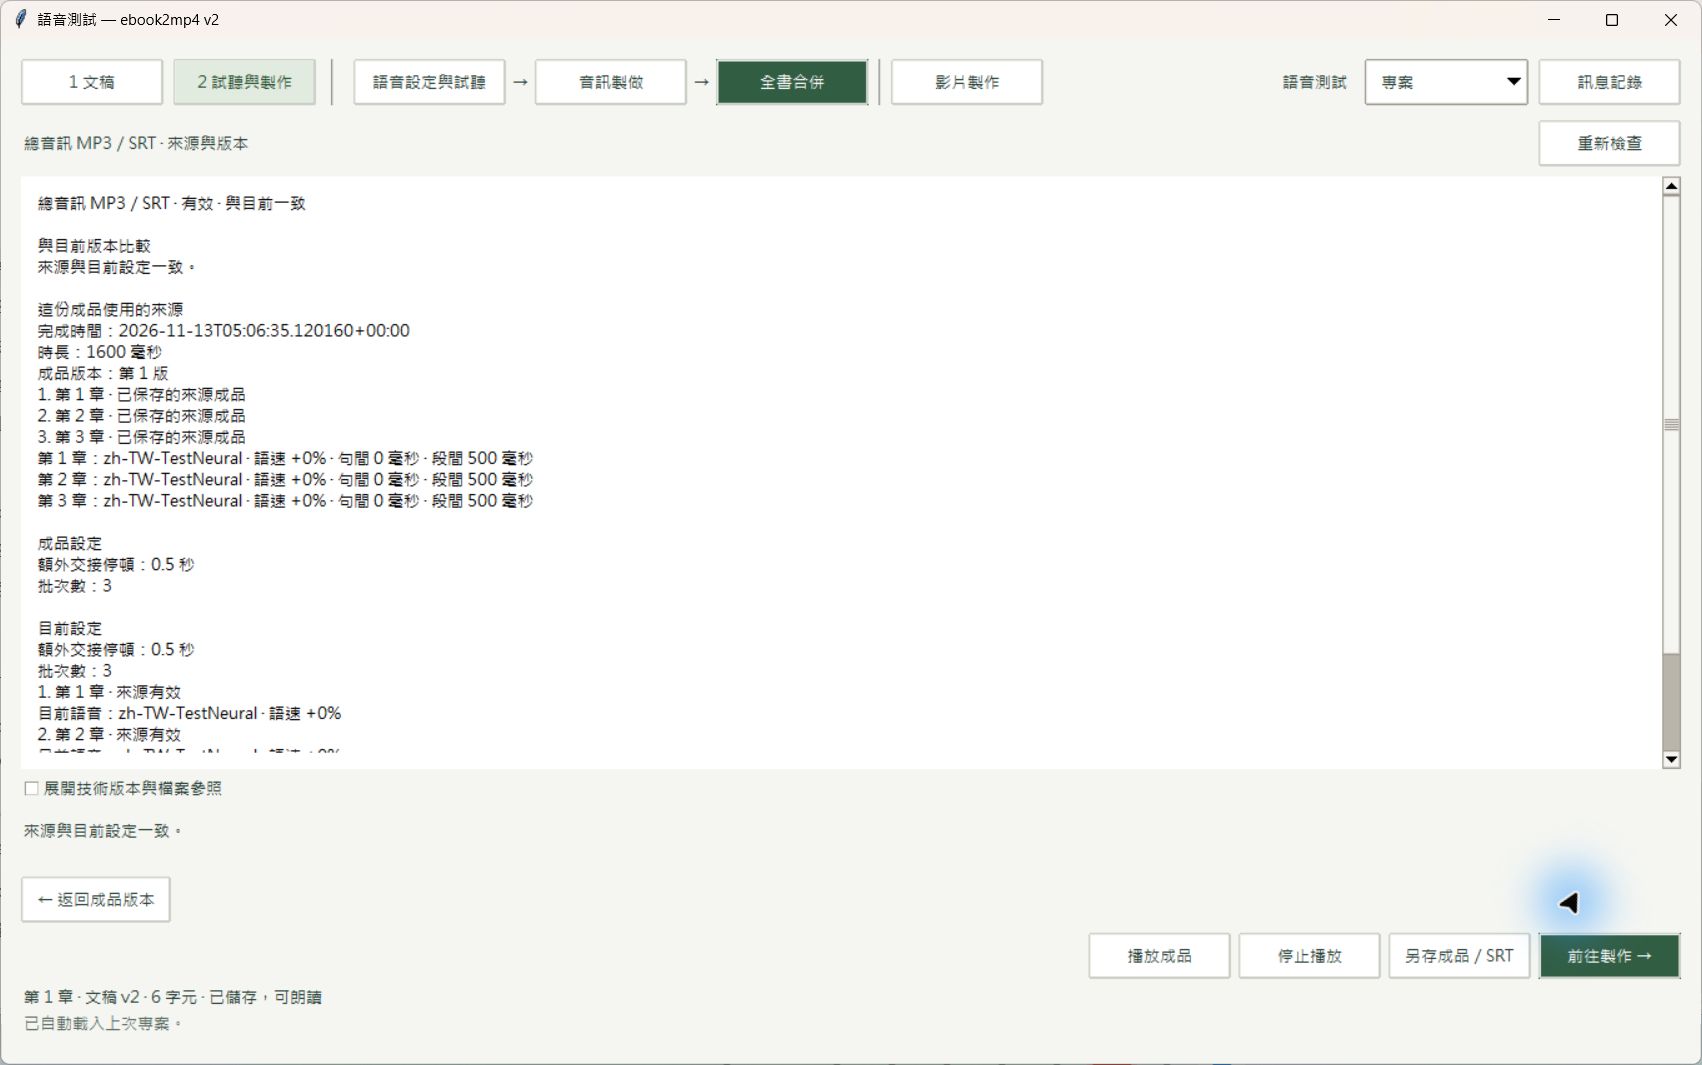 語音測試 — ebook2mp4 v2
1 文稿
2 試聽與製作
語音設定與試聽
→
音訊製做
→
全書合併
影片製作
語音測試
專案
訊息記錄
總音訊 MP3 / SRT · 來源與版本
重新檢查
總音訊 MP3 / SRT · 有效 · 與目前一致
與目前版本比較
來源與目前設定一致。
這份成品使用的來源
完成時間：2026-11-13T05:06:35.120160+00:00
時長：1600 毫秒
成品版本：第 1 版
1. 第 1 章 · 已保存的來源成品
2. 第 2 章 · 已保存的來源成品
3. 第 3 章 · 已保存的來源成品
第 1 章：zh-TW-TestNeural · 語速 +0% · 句間 0 毫秒 · 段間 500 毫秒
第 2 章：zh-TW-TestNeural · 語速 +0% · 句間 0 毫秒 · 段間 500 毫秒
第 3 章：zh-TW-TestNeural · 語速 +0% · 句間 0 毫秒 · 段間 500 毫秒
成品設定
額外交接停頓：0.5 秒
批次數：3
目前設定
額外交接停頓：0.5 秒
批次數：3
1. 第 1 章 · 來源有效
目前語音：zh-TW-TestNeural · 語速 +0%
2. 第 2 章 · 來源有效
展開技術版本與檔案參照
來源與目前設定一致。
← 返回成品版本
播放成品
停止播放
另存成品 / SRT
前往製作 →
第 1 章 · 文稿 v2 · 6 字元 · 已儲存，可朗讀
已自動載入上次專案。